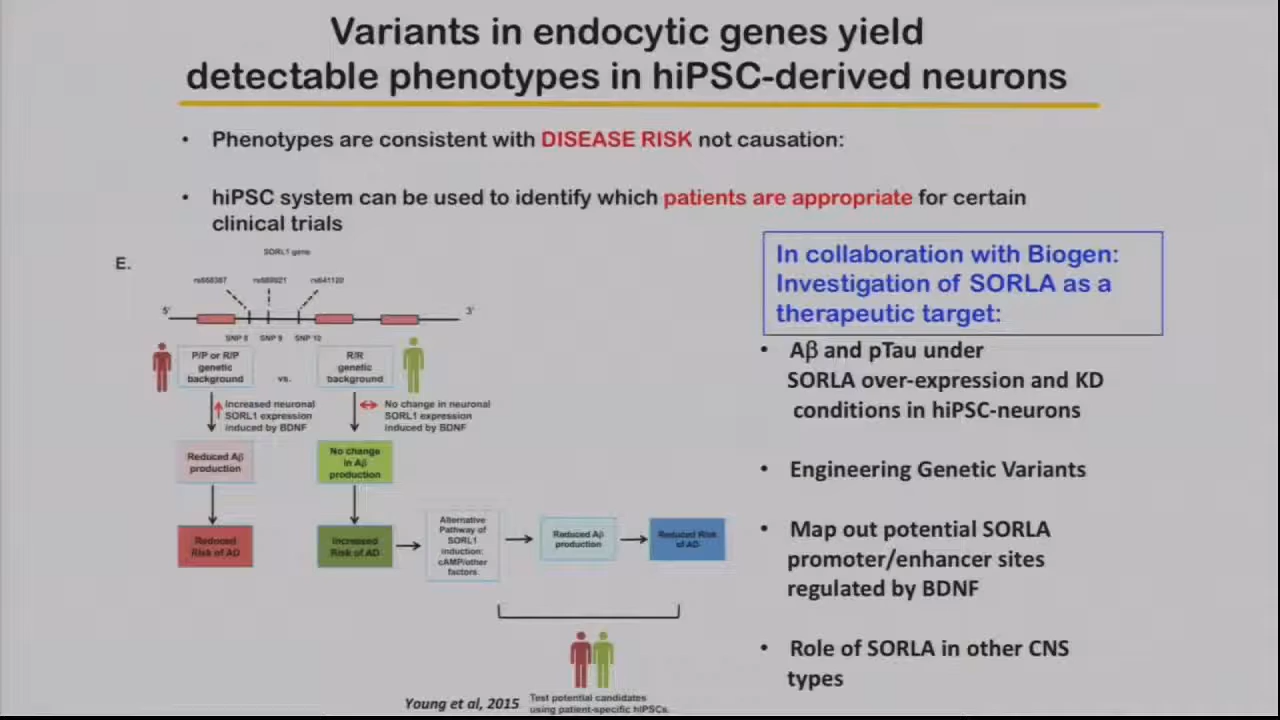 Variants in endocytic genes yield
detectable phenotypes in hiPSC-derived neurons
• Phenotypes are consistent with DISEASE RISK not causation:
• hiPSC system can be used to identify which patients are appropriate for certain
clinical trials
E.
SORL1 gene
rs668387 rs689021 rs641120
5' 3'
SNP 8 SNP 9 SNP 10
P/P or R/P
genetic
background
vs.
R/R
genetic
background
Increased neuronal
SORL1 expression
induced by BDNF
No change in neuronal
SORL1 expression
induced by BDNF
Reduced Aβ
production
No change
in Aβ
production
Reduced
Risk of AD
Increased
Risk of AD
Alternative
Pathway of
SORL1
induction:
cAMP/other
factors
Reduced Aβ
production
Reduced Risk
of AD
Test potential candidates
using patient-specific hIPSCs.
Young et al, 2015
In collaboration with Biogen:
Investigation of SORLA as a
therapeutic target:
• Aβ and pTau under
SORLA over-expression and KD
conditions in hiPSC-neurons
• Engineering Genetic Variants
• Map out potential SORLA
promoter/enhancer sites
regulated by BDNF
• Role of SORLA in other CNS
types